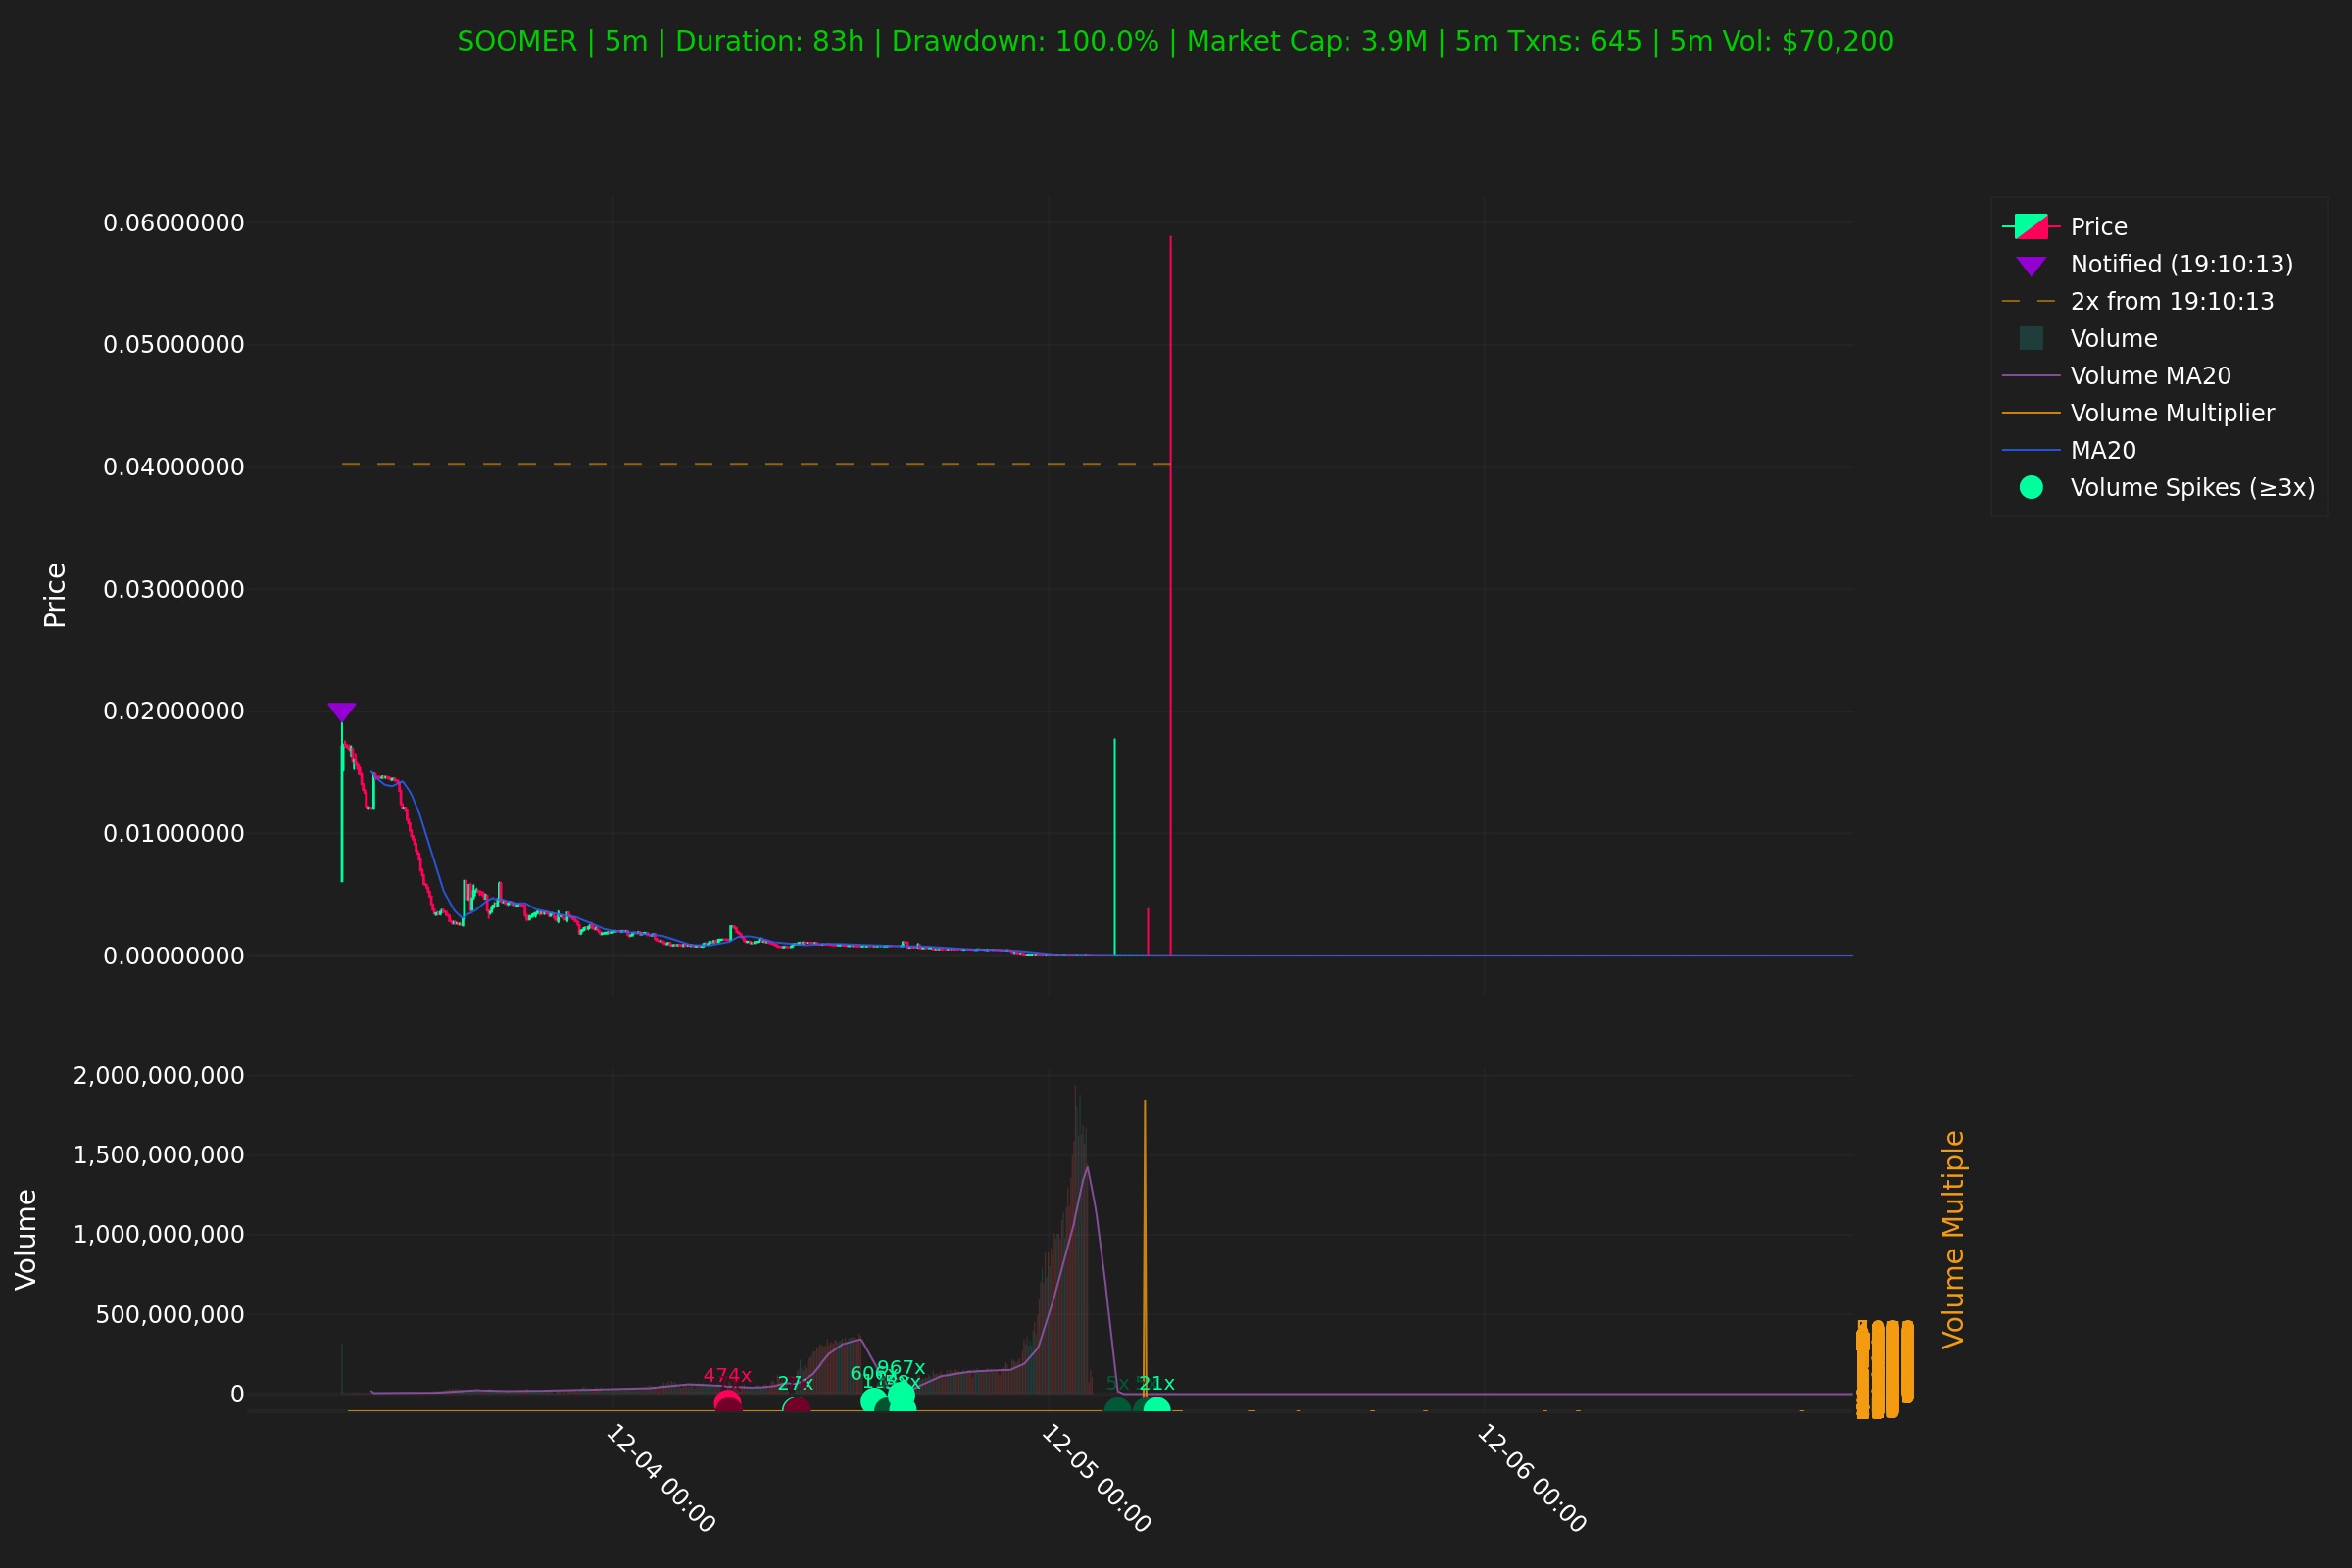 SOOMER | 5m | Duration: 83h | Drawdown: 100.0% | Market Cap: 3.9M | 5m Txns: 645 | 5m Vol: $70,200
Price
0.06000000
0.05000000
0.04000000
0.03000000
0.02000000
0.01000000
0.00000000
Price
Notified (19:10:13)
2x from 19:10:13
Volume
Volume MA20
Volume Multiplier
MA20
Volume Spikes (≥3x)
Volume
2,000,000,000
1,500,000,000
1,000,000,000
500,000,000
0
474x
27x
967x
5x
21x
Volume Multiple
12-04 00:00
12-05 00:00
12-06 00:00